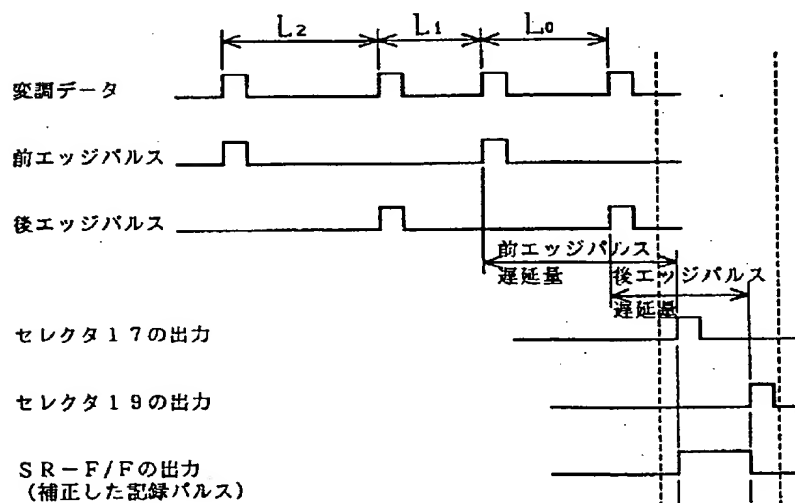 L₂ L₁ L₀
変調データ
前エッジパルス
後エッジパルス
前エッジパルス
遅延量
後エッジパルス
遅延量
セレクタ17の出力
セレクタ19の出力
SR-F/Fの出力
(補正した記録パルス)